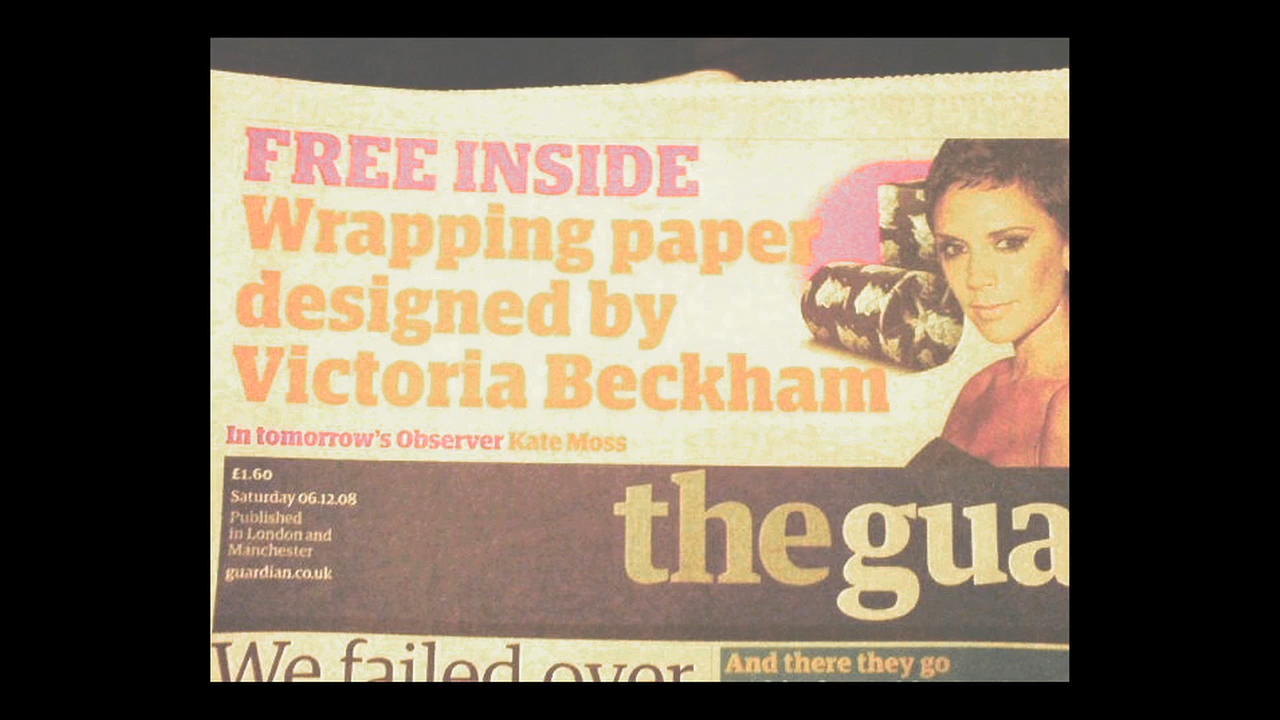 FREE INSIDE
Wrapping paper
designed by
Victoria Beckham
In tomorrow's Observer Kate Moss
£1.60
Saturday 06.12.08
Published
in London and
Manchester
guardian.co.uk
thegua
We failed over
And there they go